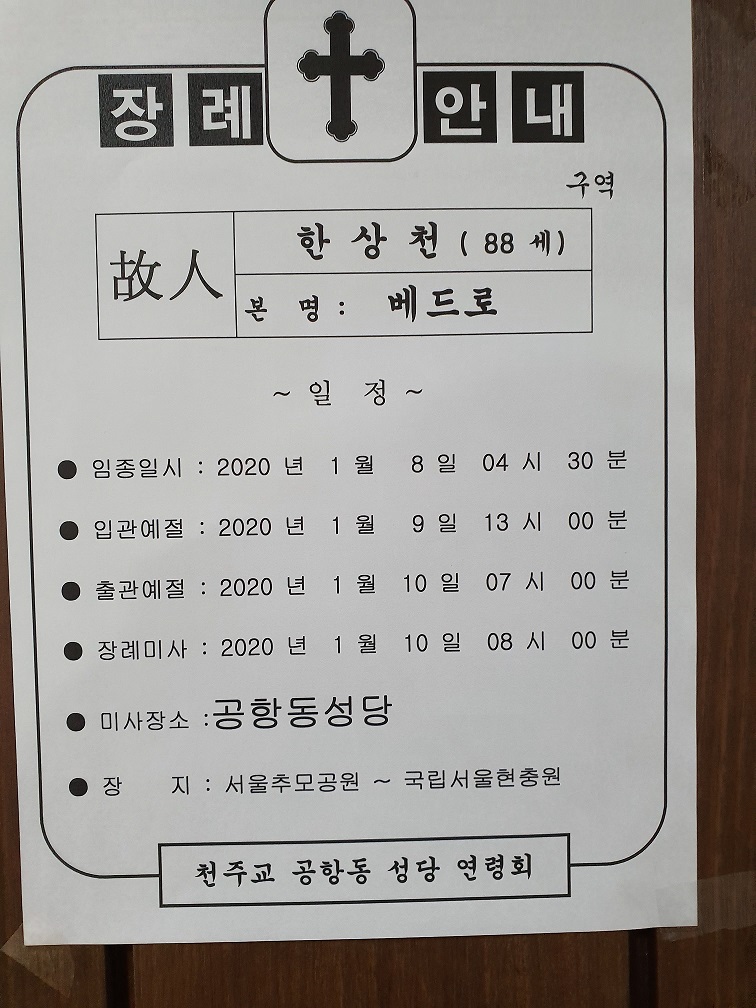 장례 안내
구역
故人
한 상 천 ( 88 세)
본 명 : 베드로
~ 일 정 ~
● 임종일시 : 2020 년 1 월 8 일 04 시 30 분
● 입관예절 : 2020 년 1 월 9 일 13 시 00 분
● 출관예절 : 2020 년 1 월 10 일 07 시 00 분
● 장례미사 : 2020 년 1 월 10 일 08 시 00 분
● 미사장소 :공항동성당
● 장 지 : 서울추모공원 ~ 국립서울현충원
천주교 공항동 성당 연령회